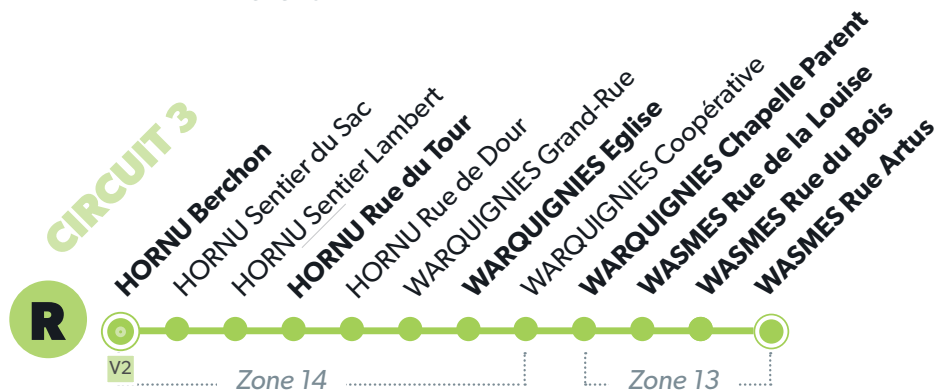 CIRCUIT 3
HORNU Berchon
HORNU Sentier du Sac
HORNU Sentier Lambert
HORNU Rue du Tour
HORNU Rue de Dour
WARQUIGNIES Grand-Rue
WARQUIGNIES Eglise
WARQUIGNIES Coopérative
WARQUIGNIES Chapelle Parent
WASMES Rue de la Louise
WASMES Rue du Bois
WASMES Rue Artus
R
V2
Zone 14
Zone 13